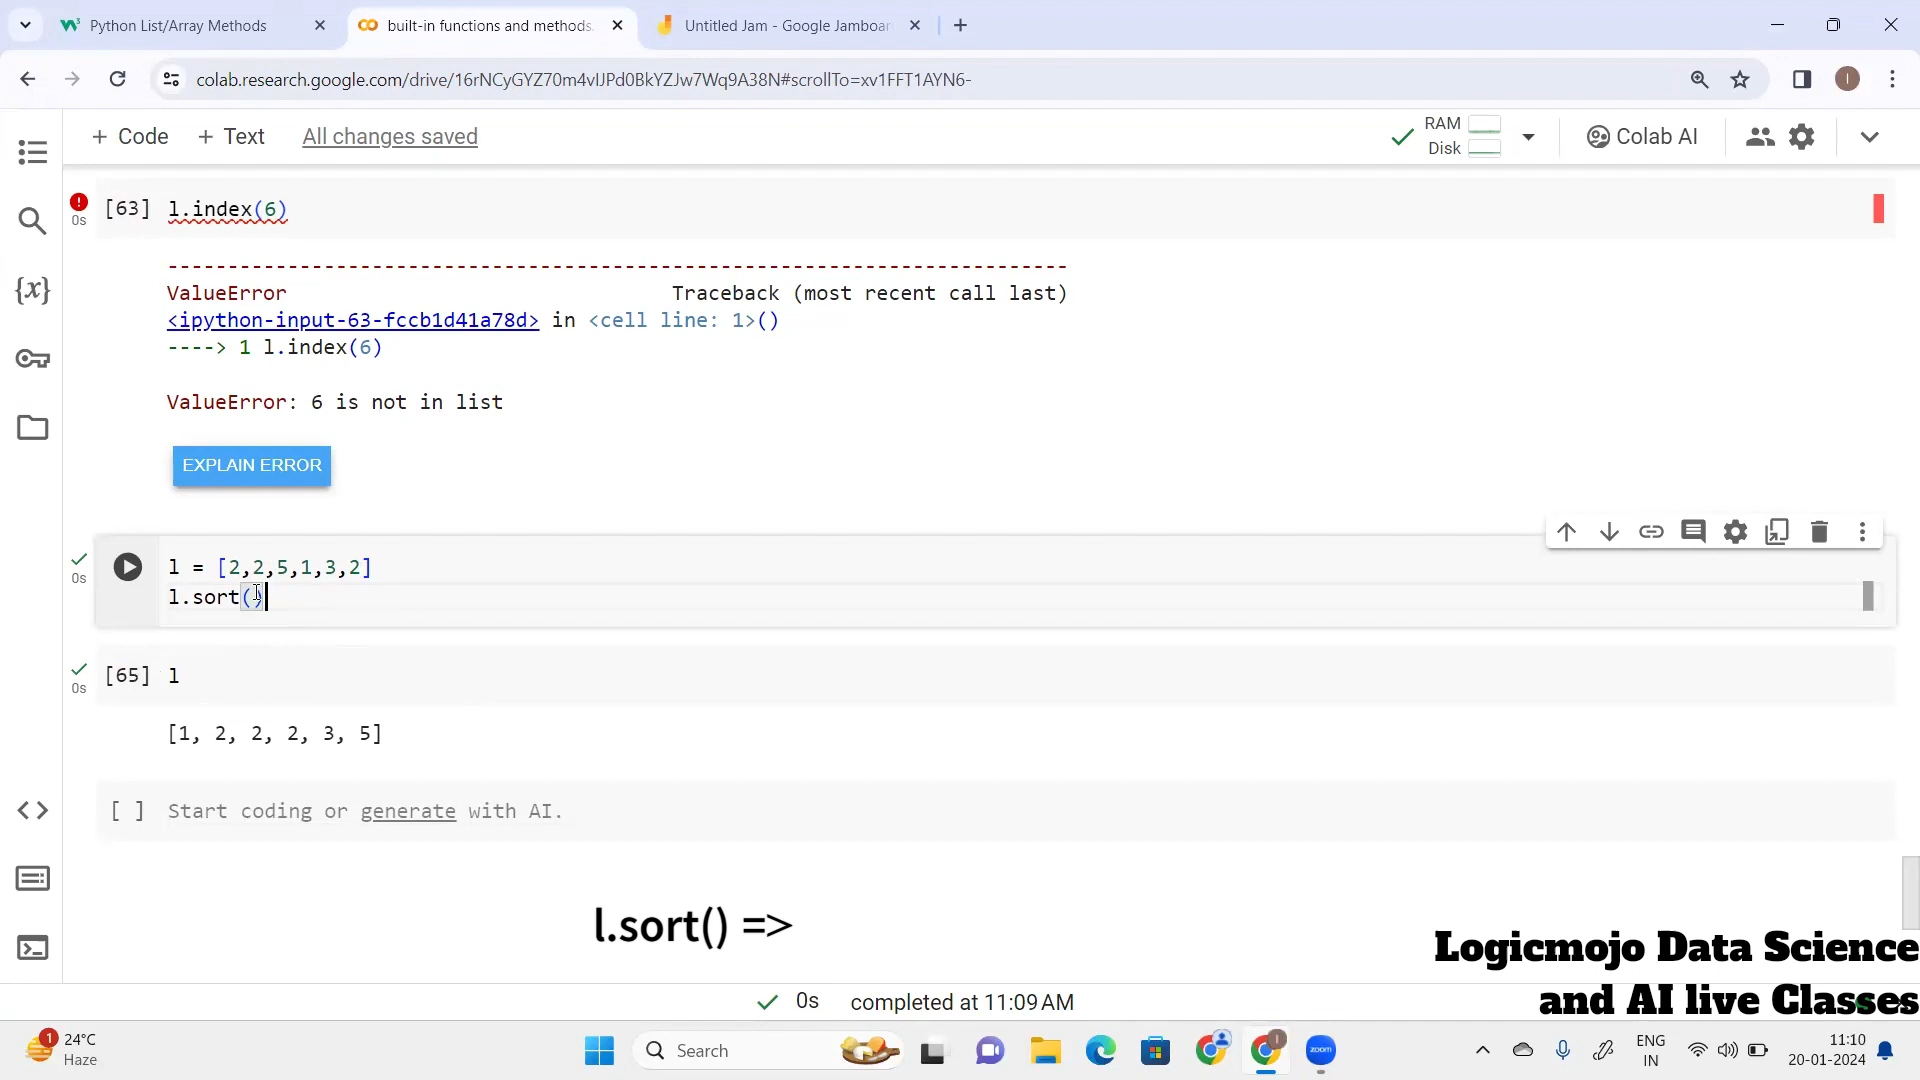 Python List/Array Methods
built-in functions and methods.
Untitled Jam - Google Jamboar
colab.research.google.com/drive/16rNCyGYZ70m4vlJPd0BkYZJw7Wq9A38N#scrollTo=xv1FFT1AYN6-
I
+ Code + Text All changes saved
RAM
Disk
Colab AI
0s
[63] l.index(6)
---------------------------------------------------------------------------
ValueError Traceback (most recent call last)
<ipython-input-63-fccb1d41a78d> in <cell line: 1>()
----> 1 l.index(6)
ValueError: 6 is not in list
EXPLAIN ERROR
l = [2,2,5,1,3,2]
0s
l.sort()
[65] l
0s
[1, 2, 2, 2, 3, 5]
[ ] Start coding or generate with AI.
l.sort() =>
Logicmojo Data Science
and AI live Classes
0s completed at 11:09 AM
1
24°C
Haze
Search
zoom
ENG
IN
11:10
20-01-2024